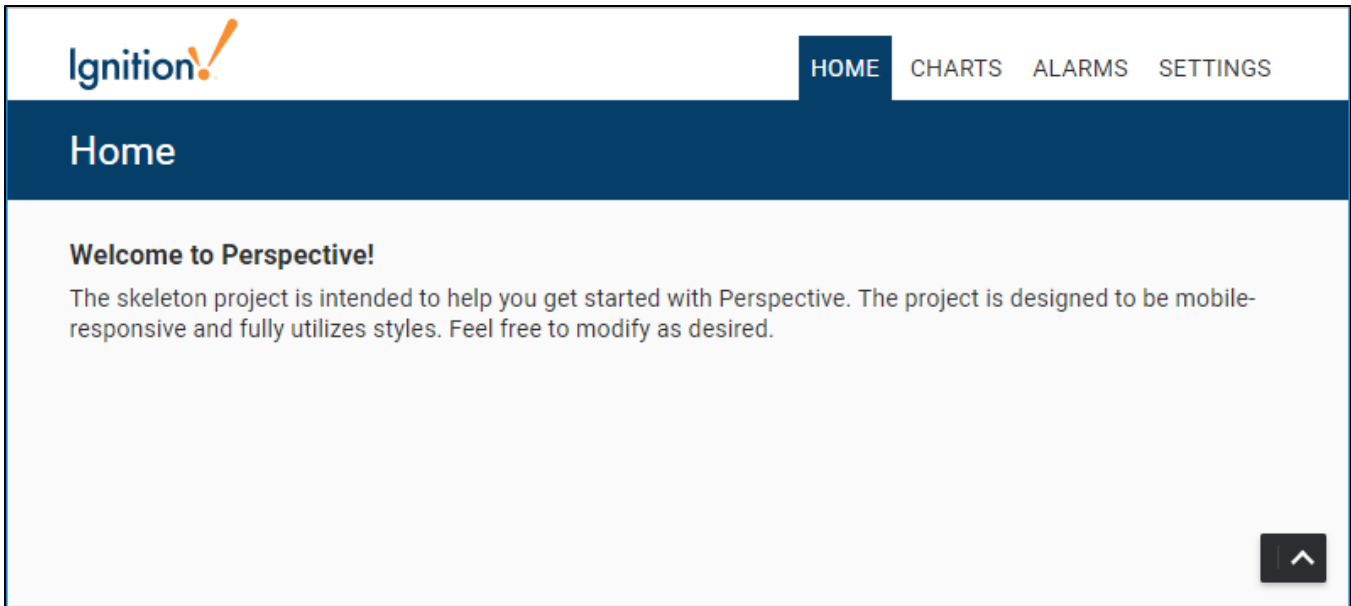 Ignition!
HOME CHARTS ALARMS SETTINGS
Home
Welcome to Perspective!
The skeleton project is intended to help you get started with Perspective. The project is designed to be mobile-
responsive and fully utilizes styles. Feel free to modify as desired.